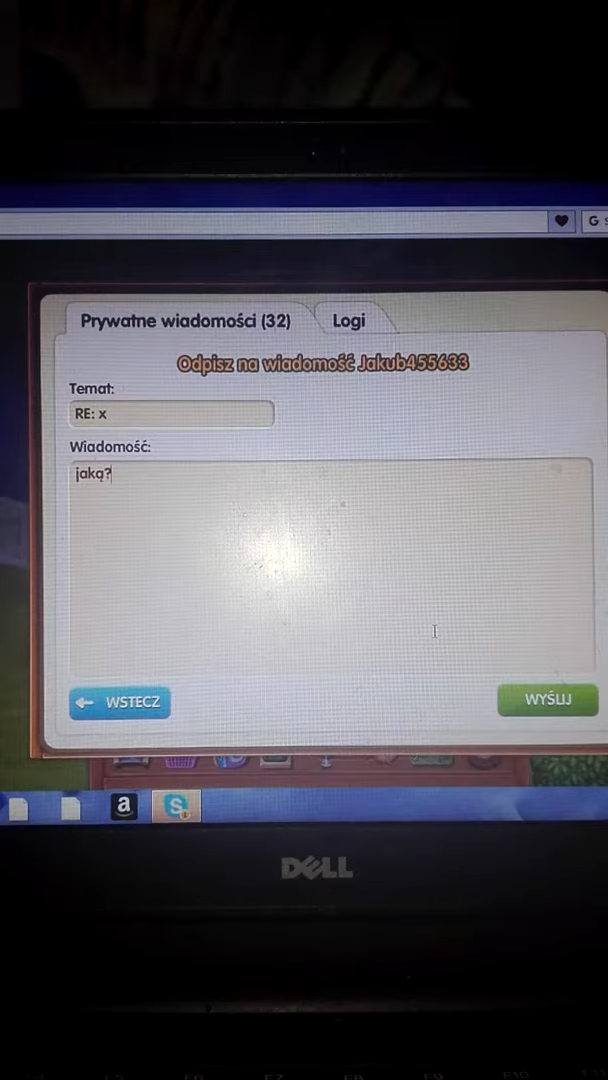 G
Prywatne wiadomości (32)
Logi
Odpisz na wiadomość Jakub455633
Temat:
RE: x
Wiadomość:
jaką?
WSTECZ
WYŚLIJ
a
S
DELL